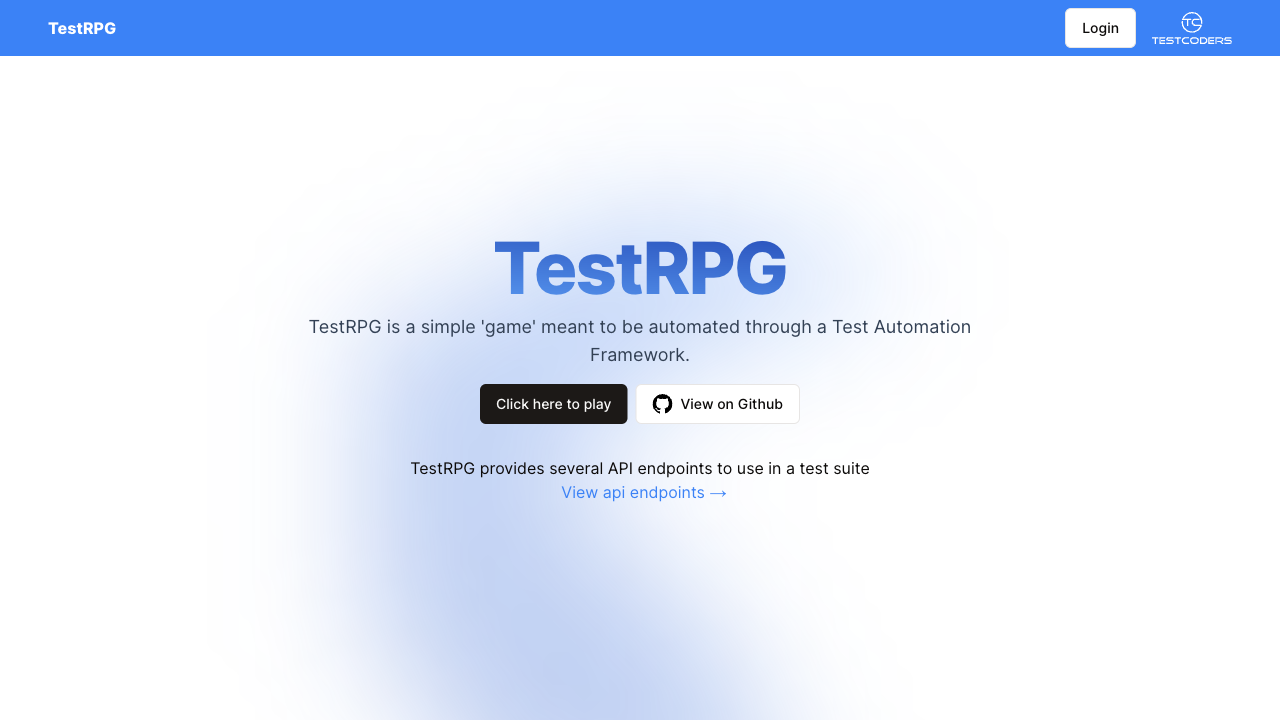 TestRPG
Login
TC
TESTCODERS
TestRPG
TestRPG is a simple 'game' meant to be automated through a Test Automation
Framework.
Click here to play
View on Github
TestRPG provides several API endpoints to use in a test suite
View api endpoints →